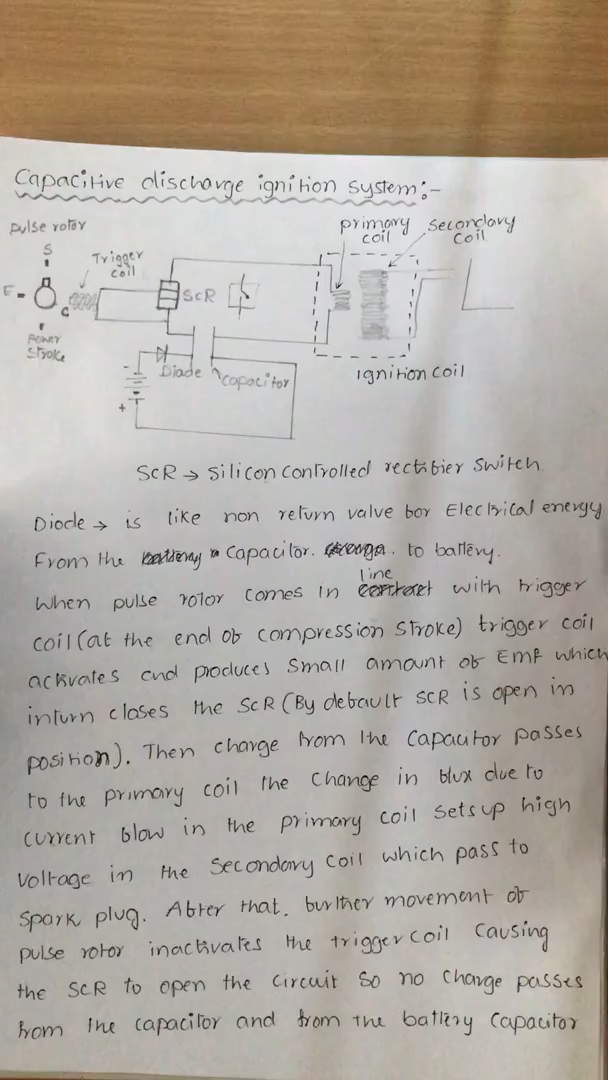 Capacitive discharge ignition system:-
pulse rotor
S
Trigger coil
E
C
power stroke
SCR
Diode
capacitor
primary coil
secondary coil
ignition coil
-
+
SCR → Silicon controlled rectifier switch.
Diode → is like non return valve for Electrical energy
From the capacitor. to battery.
When pulse rotor comes in line with trigger
coil (at the end of compression stroke) trigger coil
activates and produces small amount of EMF which
inturn closes the SCR (By default SCR is open in
position). Then charge from the capacitor passes
to the primary coil the change in flux due to
current flow in the primary coil setsup high
voltage in the secondary coil which pass to
spark plug. After that, further movement of
pulse rotor inactivates the trigger coil causing
the SCR to open the circuit so no charge passes
from the capacitor and from the battery capacitor